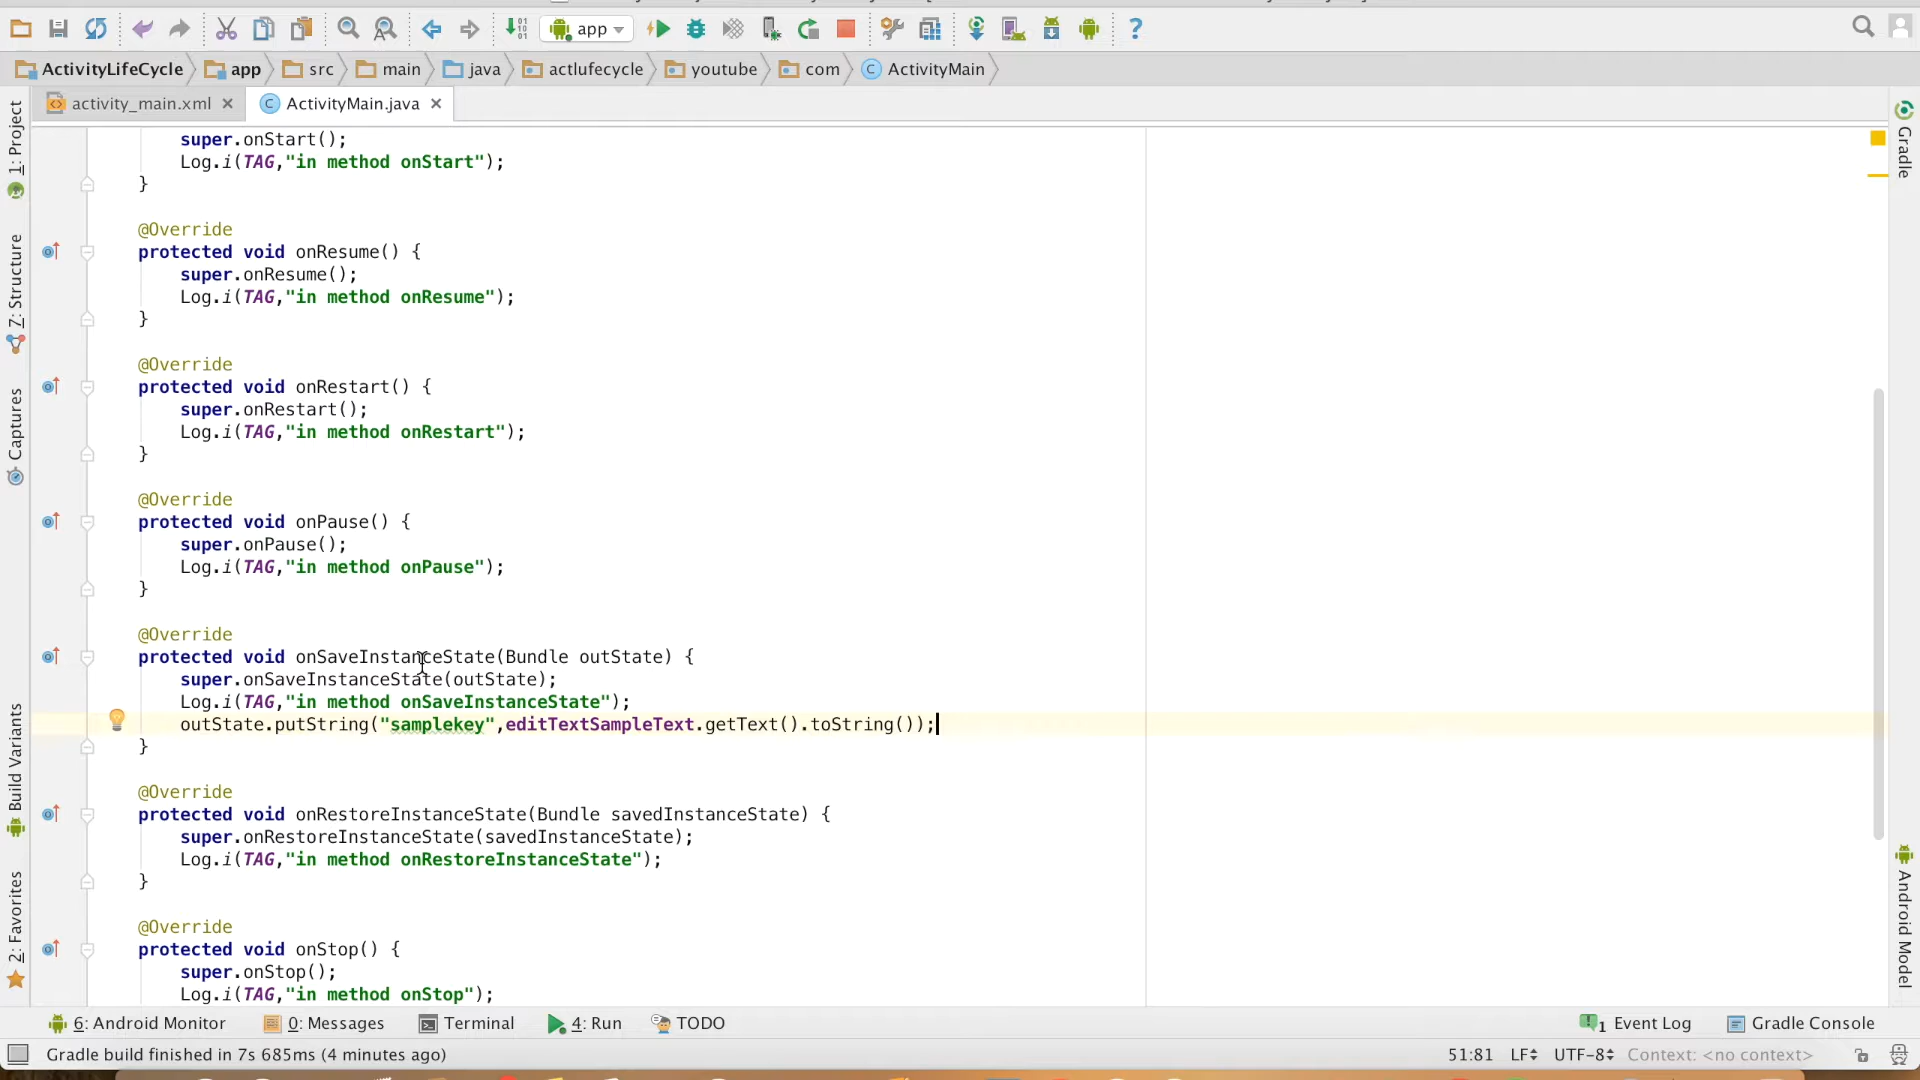 app
ActivityLifeCycle app src main java actlufecycle youtube com ActivityMain
activity_main.xml ActivityMain.java
super.onStart();
Log.i(TAG,"in method onStart");
}
@Override
protected void onResume() {
super.onResume();
Log.i(TAG,"in method onResume");
}
@Override
protected void onRestart() {
super.onRestart();
Log.i(TAG,"in method onRestart");
}
@Override
protected void onPause() {
super.onPause();
Log.i(TAG,"in method onPause");
}
@Override
protected void onSaveInstanceState(Bundle outState) {
super.onSaveInstanceState(outState);
Log.i(TAG,"in method onSaveInstanceState");
outState.putString("samplekey",editTextSampleText.getText().toString());
}
@Override
protected void onRestoreInstanceState(Bundle savedInstanceState) {
super.onRestoreInstanceState(savedInstanceState);
Log.i(TAG,"in method onRestoreInstanceState");
}
@Override
protected void onStop() {
super.onStop();
Log.i(TAG,"in method onStop");
1: Project
7: Structure
Captures
Build Variants
2: Favorites
Gradle
Android Model
6: Android Monitor 0: Messages Terminal 4: Run TODO 1 Event Log Gradle Console
Gradle build finished in 7s 685ms (4 minutes ago) 51:81 LF UTF-8 Context: <no context>